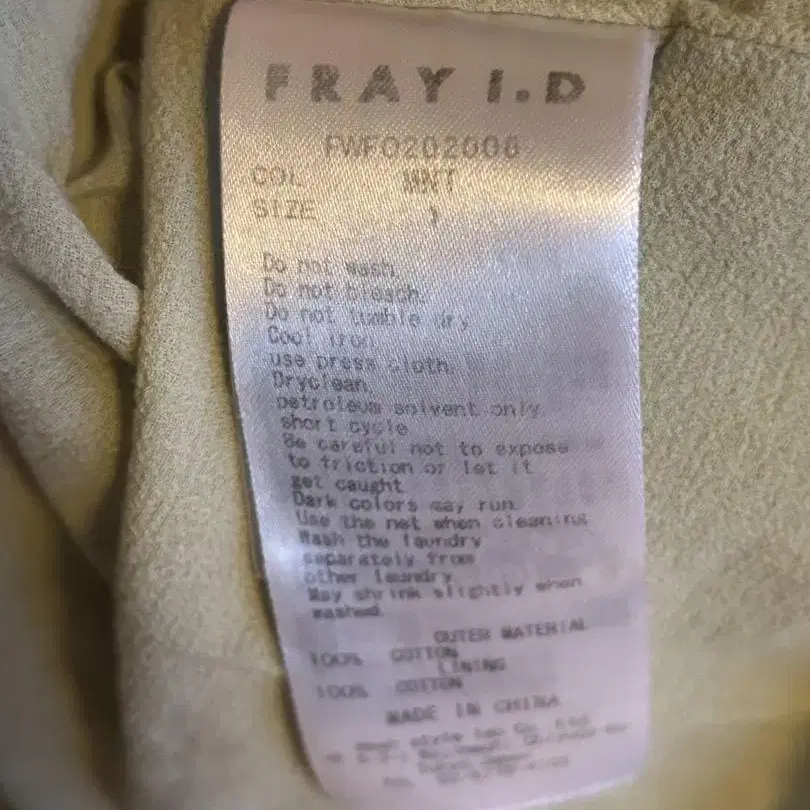 FRAY I.D
FWFO202006
COL MNT
SIZE 1
Do not wash.
Do not bleach.
Do not tumble dry
Cool iron
use press cloth.
Dryclean.
petroleum solvent only
short cycle
Be careful not to expose
to friction or let it
get caught
Dark colors may run.
Use the net when cleaning
Wash the laundry
separately from
other laundry
May shrink slightly when
washed
OUTER MATERIAL
100% COTTON
LINING
100% COTTON
MADE IN CHINA